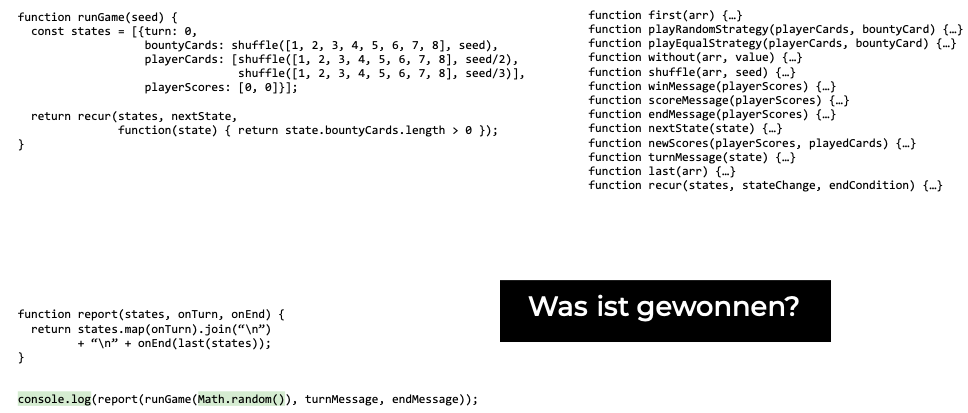 function runGame(seed) {
  const states = [{turn: 0,
                   bountyCards: shuffle([1, 2, 3, 4, 5, 6, 7, 8], seed),
                   playerCards: [shuffle([1, 2, 3, 4, 5, 6, 7, 8], seed/2),
                                 shuffle([1, 2, 3, 4, 5, 6, 7, 8], seed/3)],
                   playerScores: [0, 0]}];

  return recur(states, nextState,
               function(state) { return state.bountyCards.length > 0 });
}
function first(arr) {…}
function playRandomStrategy(playerCards, bountyCard) {…}
function playEqualStrategy(playerCards, bountyCard) {…}
function without(arr, value) {…}
function shuffle(arr, seed) {…}
function winMessage(playerScores) {…}
function scoreMessage(playerScores) {…}
function endMessage(playerScores) {…}
function nextState(state) {…}
function newScores(playerScores, playedCards) {…}
function turnMessage(state) {…}
function last(arr) {…}
function recur(states, stateChange, endCondition) {…}
Was ist gewonnen?
function report(states, onTurn, onEnd) {
  return states.map(onTurn).join(“\n”)
         + “\n” + onEnd(last(states));
}
console.log(report(runGame(Math.random()), turnMessage, endMessage));